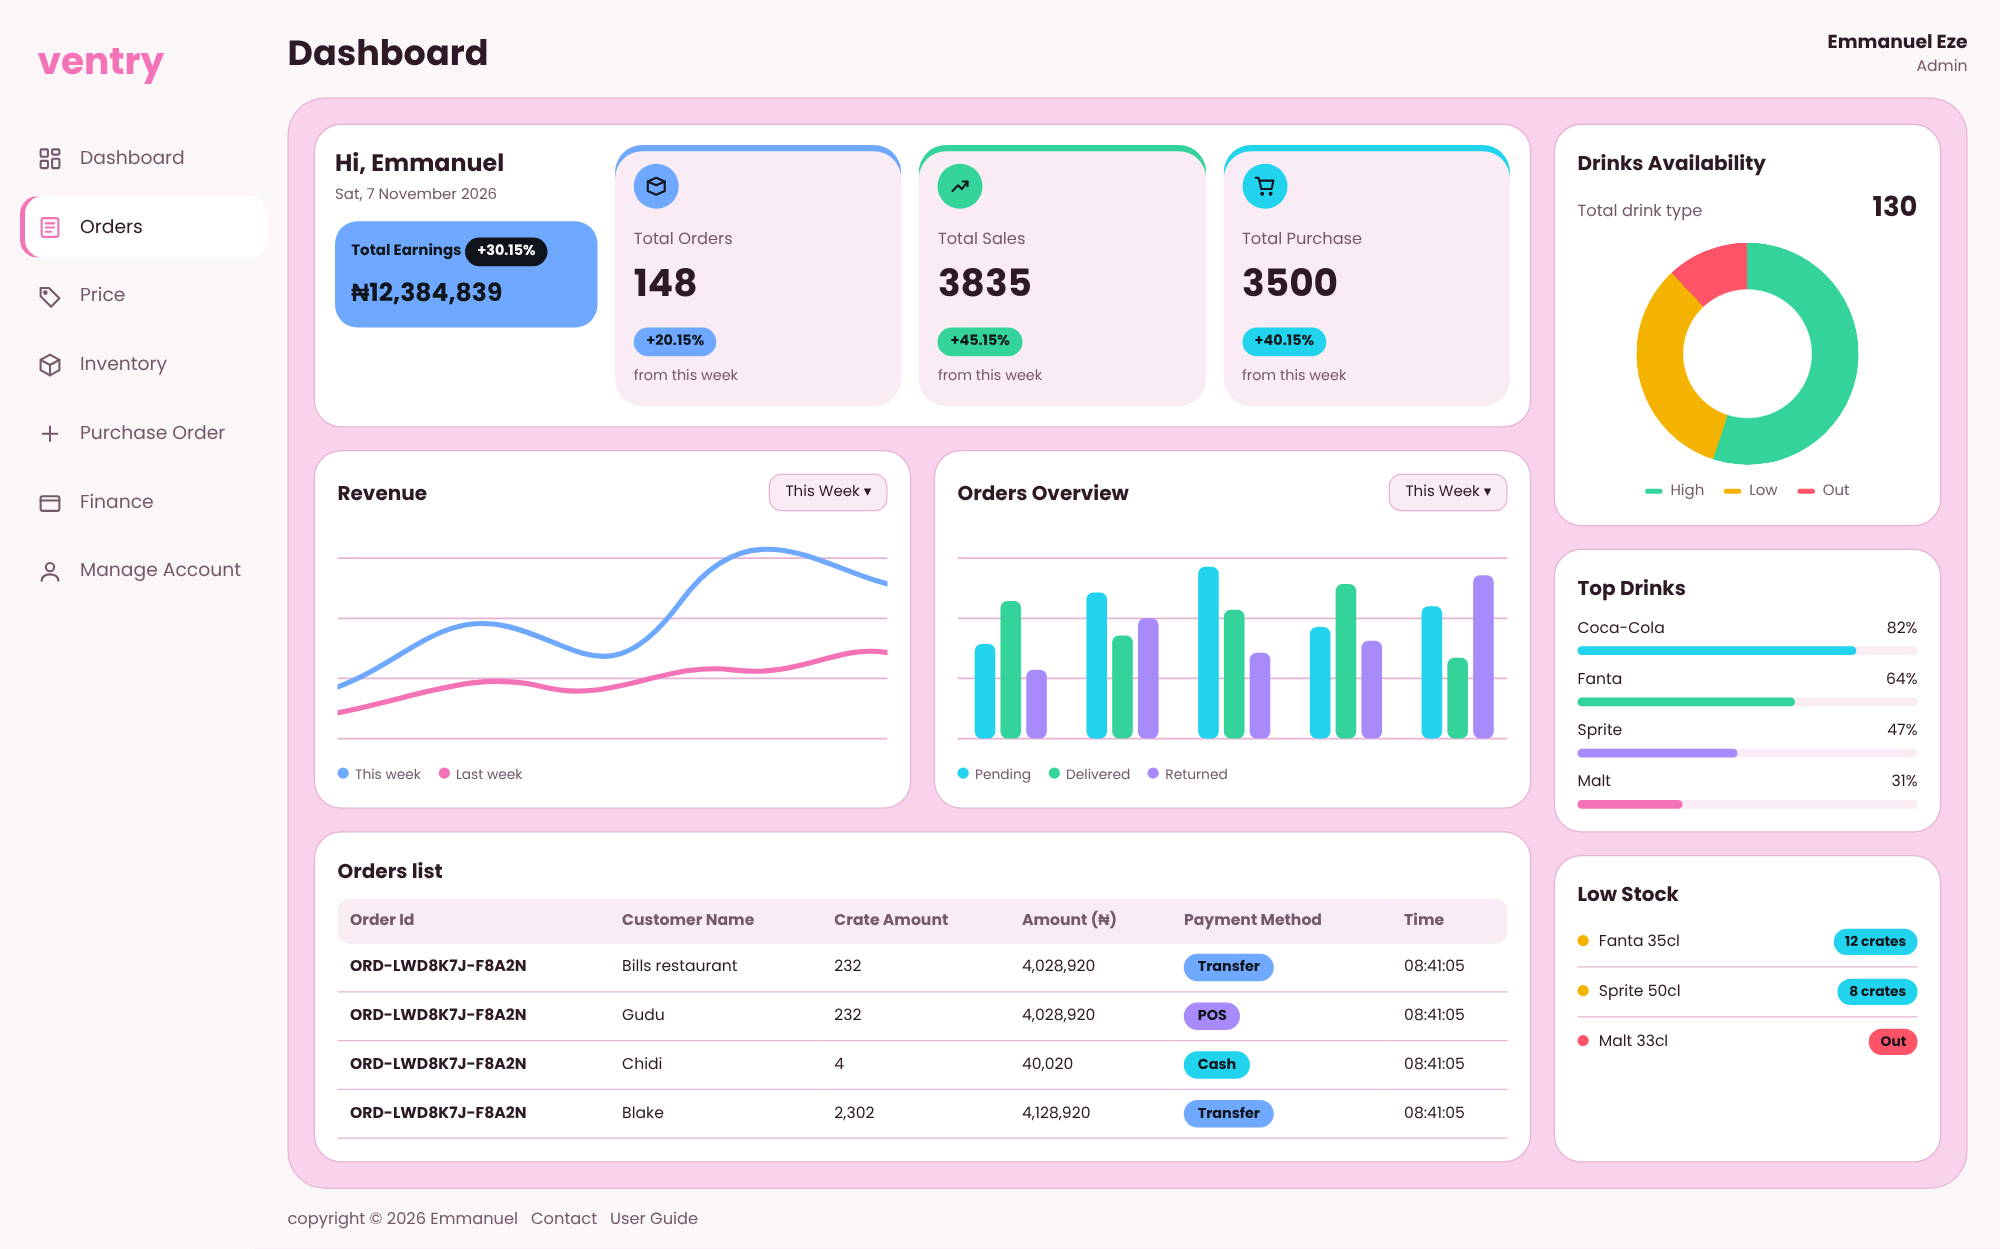 ventry
Dashboard
Orders
Price
Inventory
Purchase Order
Finance
Manage Account
Dashboard
Emmanuel Eze
Admin
Hi, Emmanuel
Sat, 7 November 2026
Total Earnings +30.15%
₦12,384,839
Total Orders
148
+20.15%
from this week
Total Sales
3835
+45.15%
from this week
Total Purchase
3500
+40.15%
from this week
Revenue
This Week ▾
This week Last week
Orders Overview
This Week ▾
Pending Delivered Returned
Orders list
Order Id Customer Name Crate Amount Amount (₦) Payment Method Time
ORD-LWD8K7J-F8A2N Bills restaurant 232 4,028,920 Transfer 08:41:05
ORD-LWD8K7J-F8A2N Gudu 232 4,028,920 POS 08:41:05
ORD-LWD8K7J-F8A2N Chidi 4 40,020 Cash 08:41:05
ORD-LWD8K7J-F8A2N Blake 2,302 4,128,920 Transfer 08:41:05
Drinks Availability
Total drink type 130
High Low Out
Top Drinks
Coca-Cola 82%
Fanta 64%
Sprite 47%
Malt 31%
Low Stock
Fanta 35cl 12 crates
Sprite 50cl 8 crates
Malt 33cl Out
copyright © 2026 Emmanuel Contact User Guide